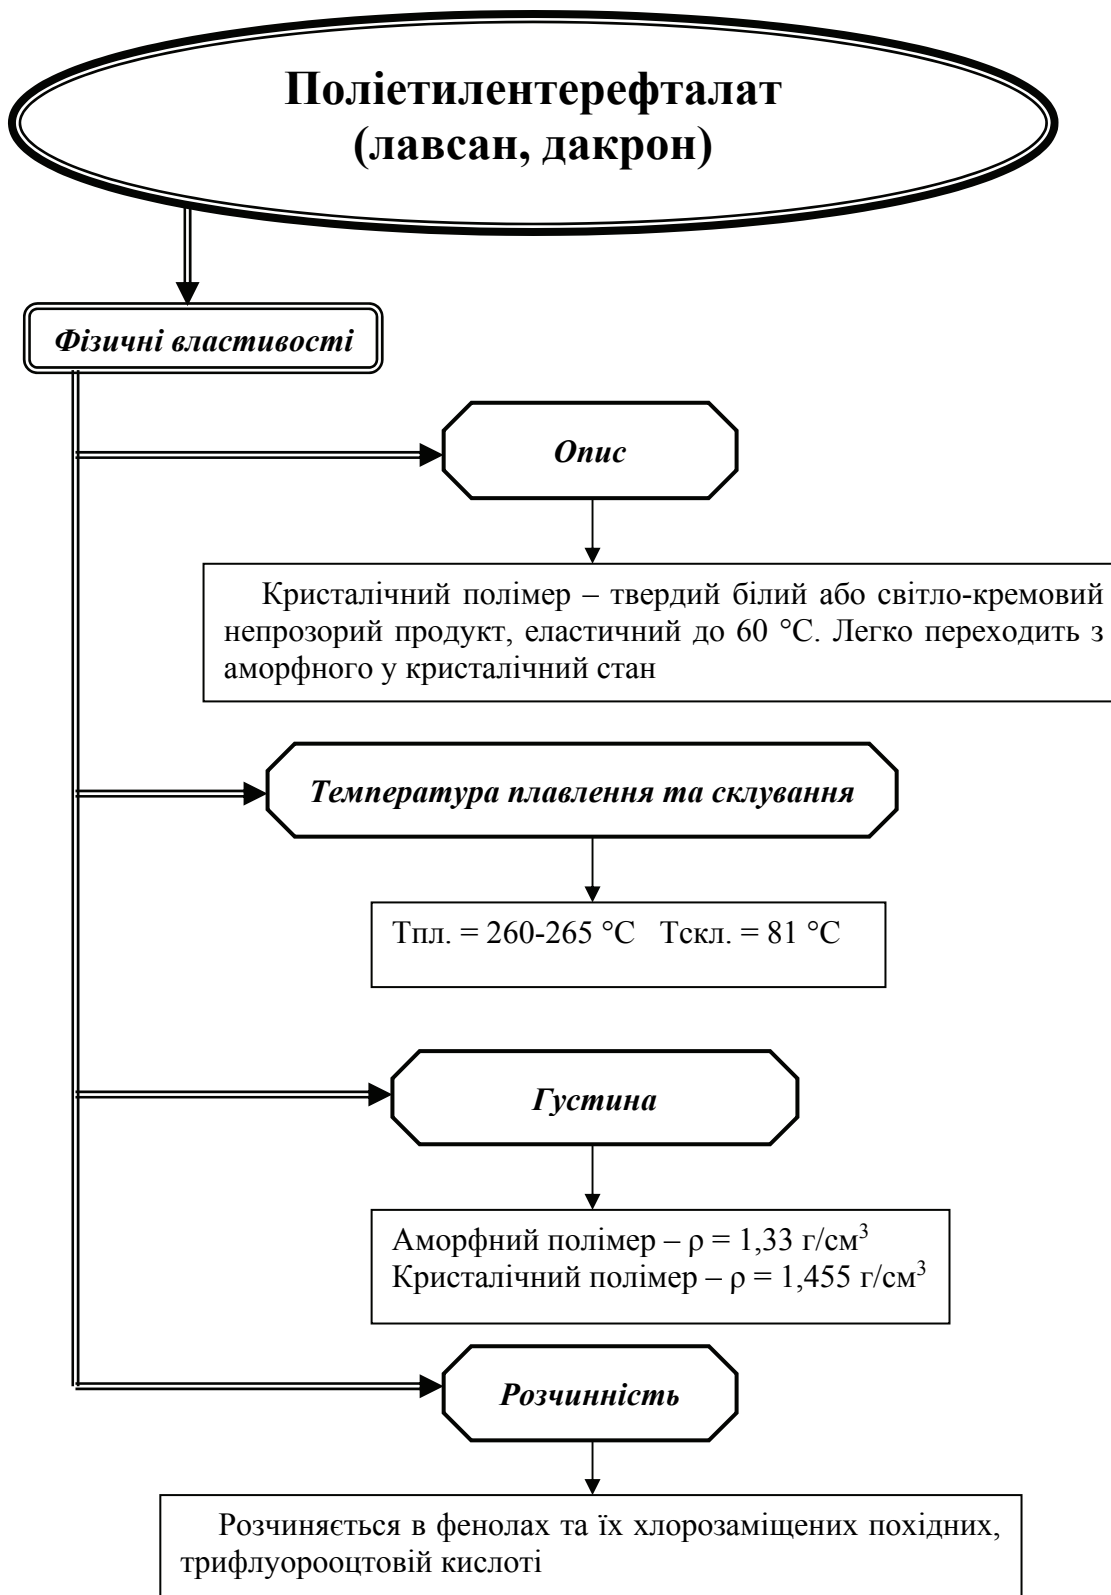 Поліетилентерефталат
(лавсан, дакрон)
Фізичні властивості
Опис
Кристалічний полімер – твердий білий або світло-кремовий
непрозорий продукт, еластичний до 60 °С. Легко переходить з
аморфного у кристалічний стан
Температура плавлення та склування
Тпл. = 260-265 °С Тскл. = 81 °С
Густина
Аморфний полімер – ρ = 1,33 г/см³
Кристалічний полімер – ρ = 1,455 г/см³
Розчинність
Розчиняється в фенолах та їх хлорозаміщених похідних,
трифлуорооцтовій кислоті